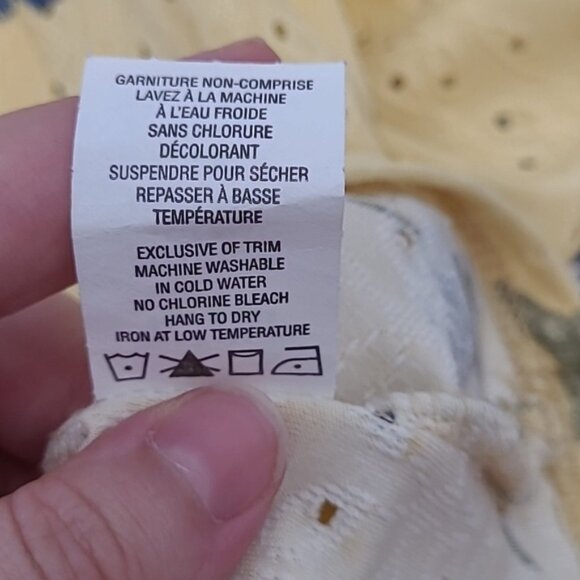 GARNITURE NON-COMPRISE
LAVEZ À LA MACHINE
À L'EAU FROIDE
SANS CHLORURE
DÉCOLORANT
SUSPENDRE POUR SÉCHER
REPASSER À BASSE
TEMPÉRATURE
EXCLUSIVE OF TRIM
MACHINE WASHABLE
IN COLD WATER
NO CHLORINE BLEACH
HANG TO DRY
IRON AT LOW TEMPERATURE